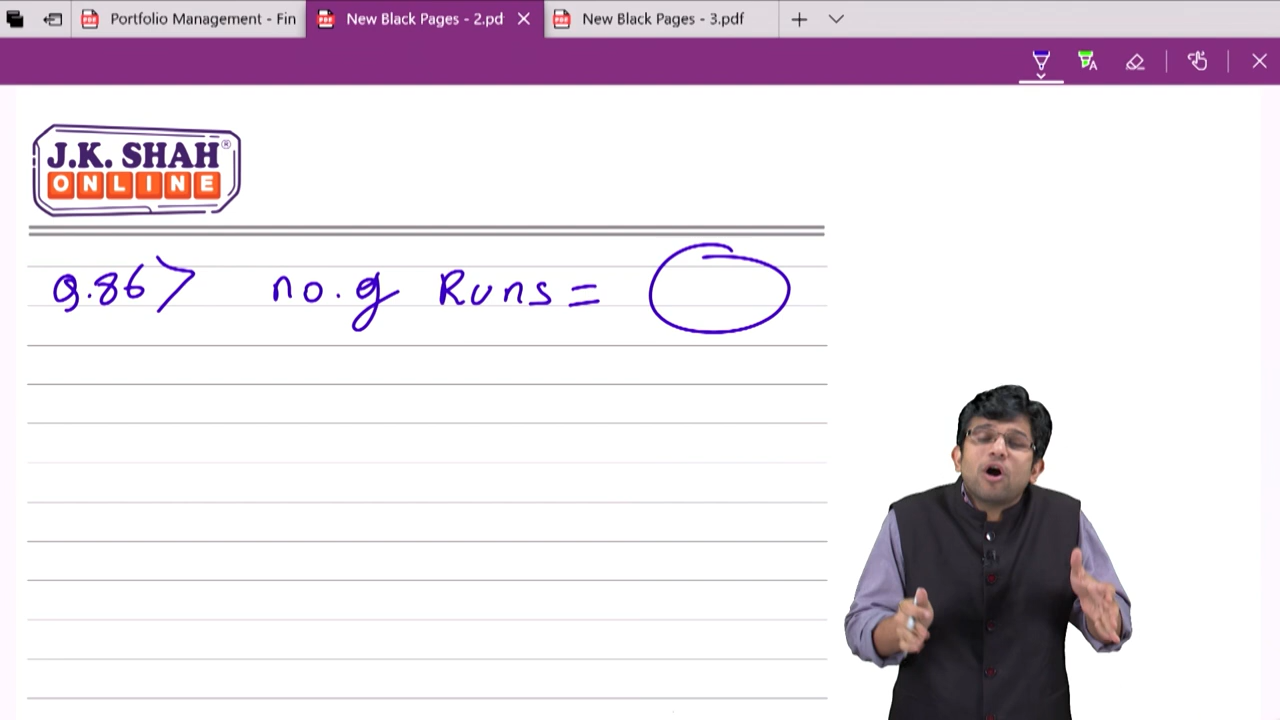 Portfolio Management - Fin
New Black Pages - 2.pd
New Black Pages - 3.pdf
J.K. SHAH®
ONLINE
Q.86> no. of Runs =